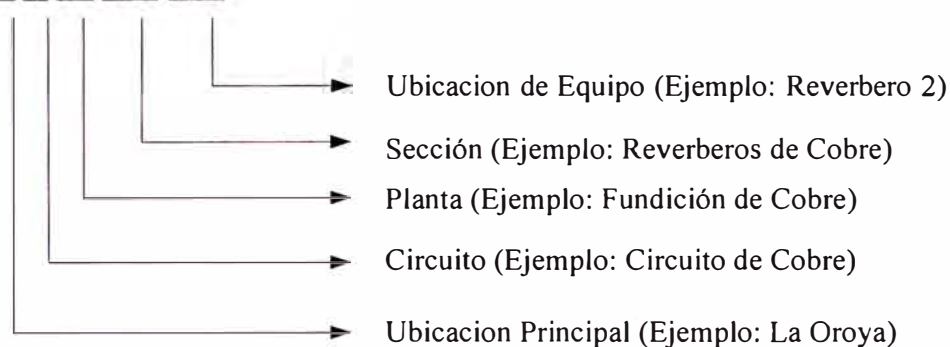 Ubicacion de Equipo (Ejemplo: Reverbero 2)
Sección (Ejemplo: Reverberos de Cobre)
Planta (Ejemplo: Fundición de Cobre)
Circuito (Ejemplo: Circuito de Cobre)
Ubicacion Principal (Ejemplo: La Oroya)